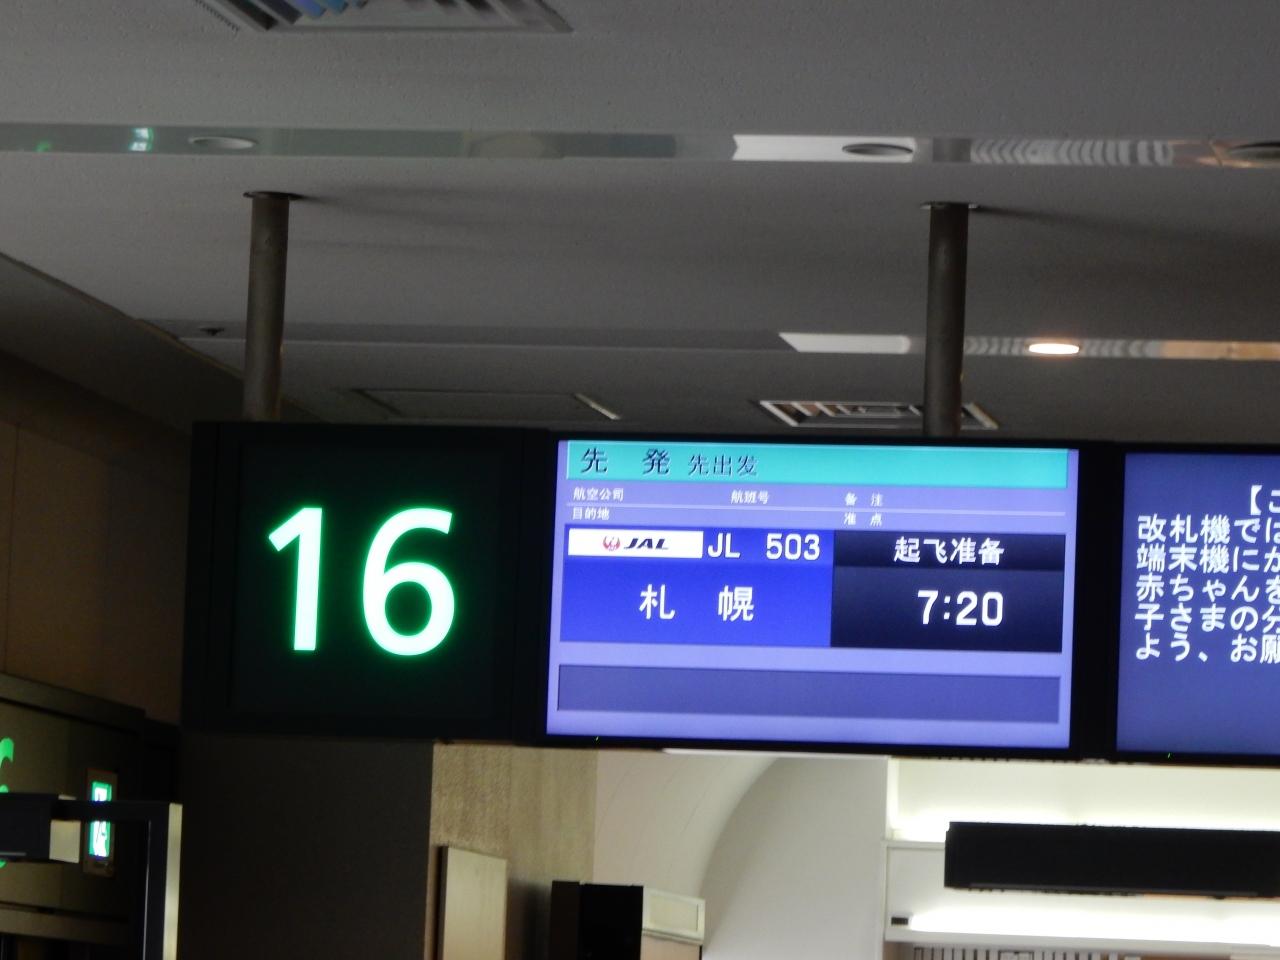 16
先 発 先出发
航空公司 航班号 备 注
目的地 准 点
JAL JL 503 起飞准备
札 幌 7:20
【こ
改札機では
端末機にか
赤ちゃんを
子さまの分
よう、お願